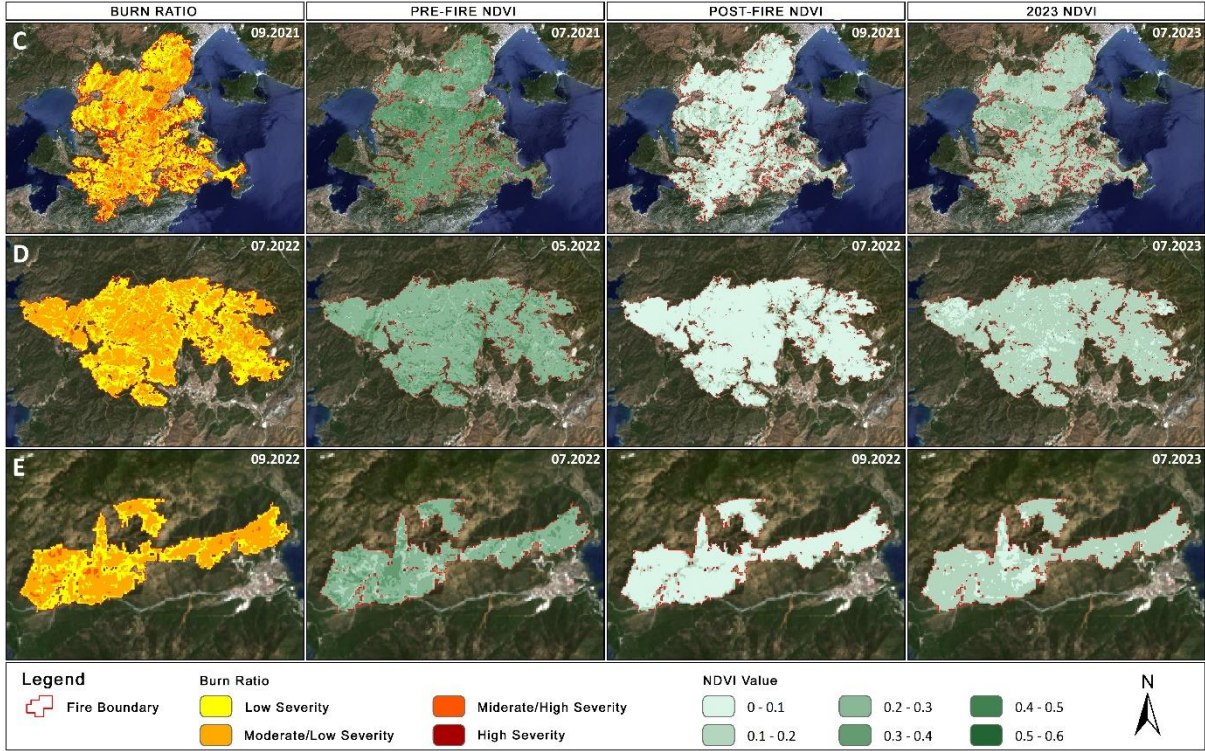 BURN RATIO PRE-FIRE NDVI POST-FIRE NDVI 2023 NDVI
C 09.2021 07.2021 09.2021 07.2023
D 07.2022 05.2022 07.2022 07.2023
E 09.2022 07.2022 09.2022 07.2023
Legend
Fire Boundary
Burn Ratio
Low Severity
Moderate/Low Severity
Miderate/High Severity
High Severity
NDVI Value
0 - 0.1
0.1 - 0.2
0.2 - 0.3
0.3 - 0.4
0.4 - 0.5
0.5 - 0.6
N